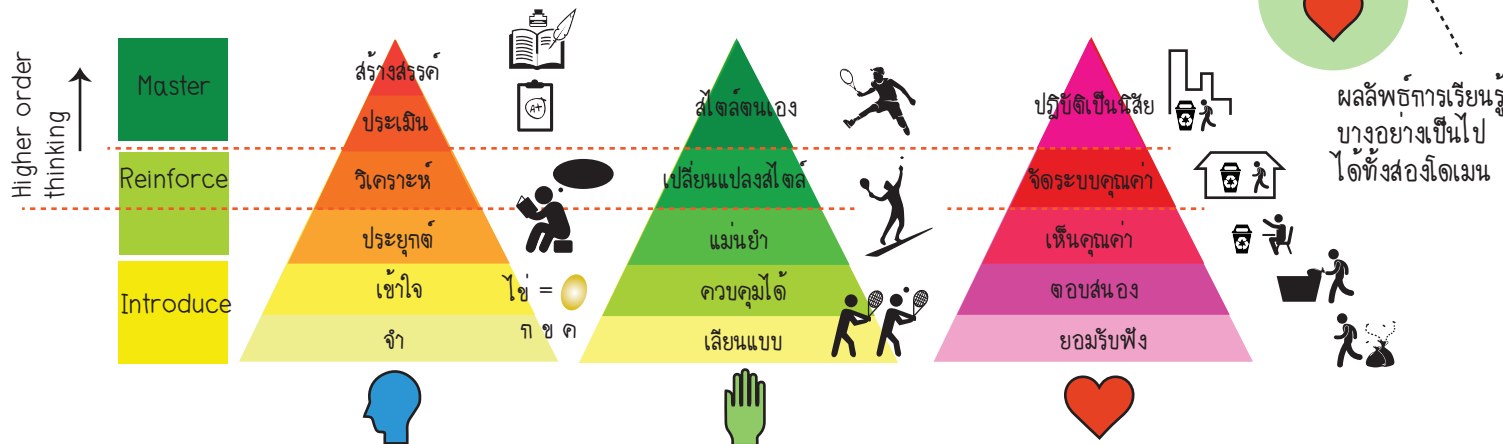 Higher order
thinking
Master
Reinforce
Introduce
สร้างสรรค์
ประเมิน
วิเคราะห์
ประยุกต์
เข้าใจ
จำ
A+
ไข่ =
ก ข ค
สไตล์ตนเอง
เปลี่ยนแปลงสไตล์
แม่นยำ
ควบคุมได้
เลียนแบบ
ปฏิบัติเป็นนิสัย
จัดระบบคุณค่า
เห็นคุณค่า
ตอบสนอง
ยอมรับฟัง
ผลลัพธ์การเรียนรู้
บางอย่างเป็นไป
ได้ทั้งสองโดเมน